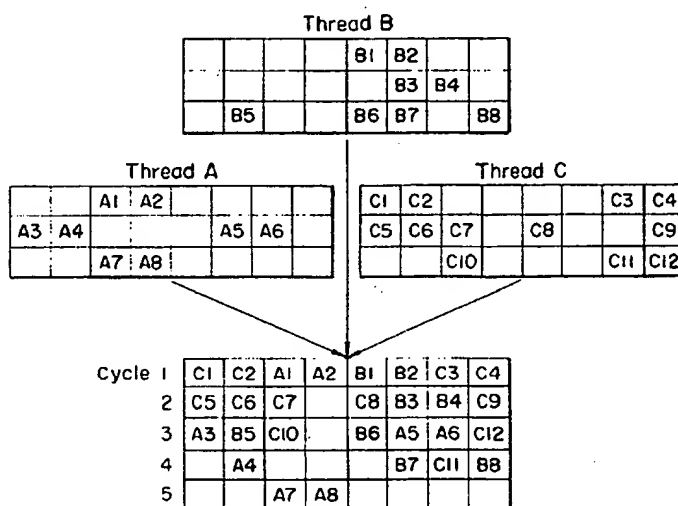 Thread B
B1 B2
B3 B4
B5 B6 B7 B8
Thread A
A1 A2
A3 A4 A5 A6
A7 A8
Thread C
C1 C2 C3 C4
C5 C6 C7 C8 C9
C10 C11 C12
Cycle 1 C1 C2 A1 A2 B1 B2 C3 C4
2 C5 C6 C7 C8 B3 B4 C9
3 A3 B5 C10 B6 A5 A6 C12
4 A4 B7 C11 B8
5 A7 A8